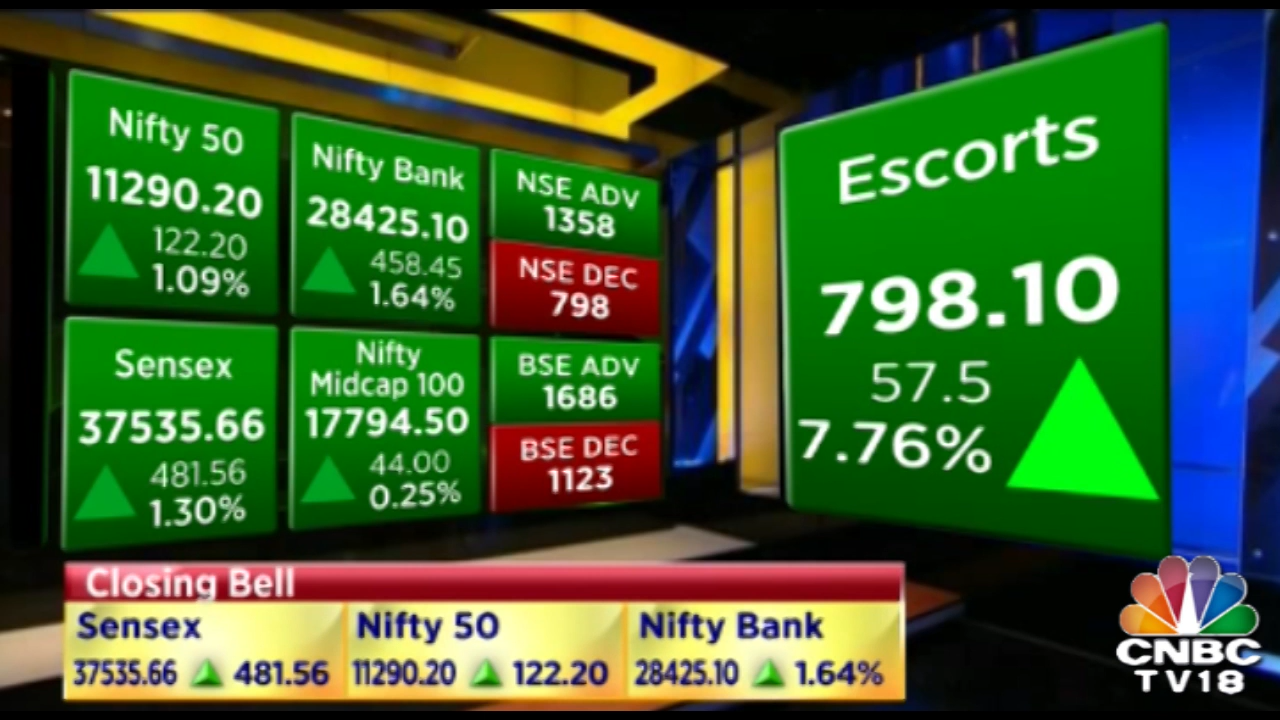 Nifty 50
11290.20
122.20
1.09%
Nifty Bank
28425.10
458.45
1.64%
NSE ADV
1358
NSE DEC
798
Sensex
37535.66
481.56
1.30%
Nifty
Midcap 100
17794.50
44.00
0.25%
BSE ADV
1686
BSE DEC
1123
Escorts
798.10
57.5
7.76%
Closing Bell
Sensex
37535.66 481.56
Nifty 50
11290.20 122.20
Nifty Bank
28425.10 1.64%
CNBC
TV18